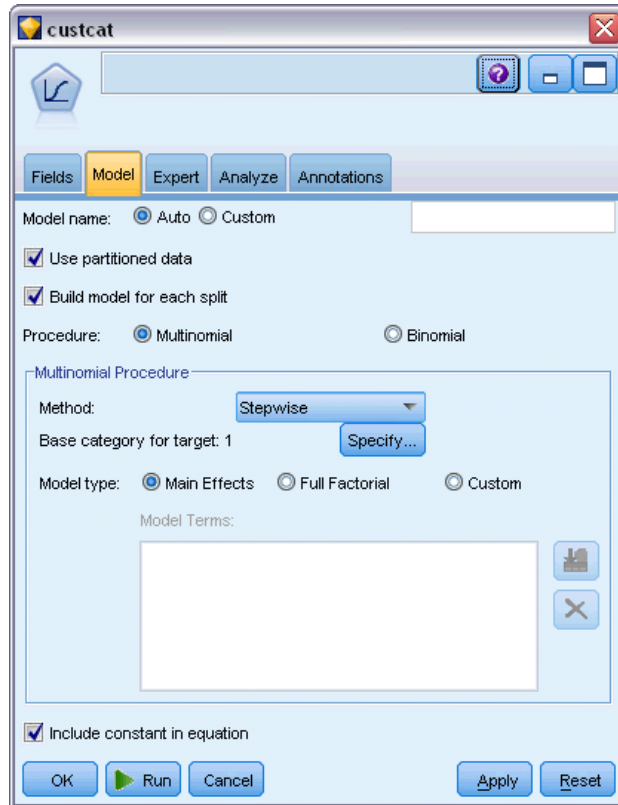 custcat
Fields Model Expert Analyze Annotations
Model name: Auto Custom
Use partitioned data
Build model for each split
Procedure: Multinomial Binomial
Multinomial Procedure
Method: Stepwise
Base category for target: 1 Specify...
Model type: Main Effects Full Factorial Custom
Model Terms:
Include constant in equation
OK Run Cancel Apply Reset